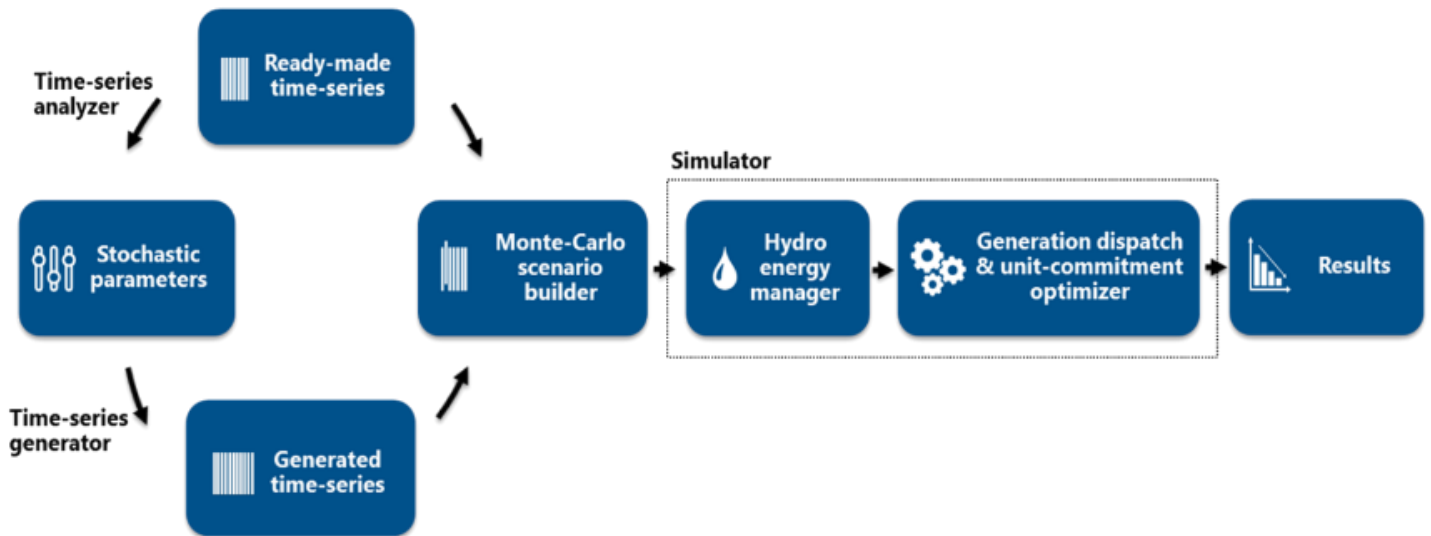 Time-series
analyzer
Ready-made
time-series
Stochastic
parameters
Time-series
generator
Generated
time-series
Monte-Carlo
scenario
builder
Simulator
Hydro
energy
manager
Generation dispatch
& unit-commitment
optimizer
Results